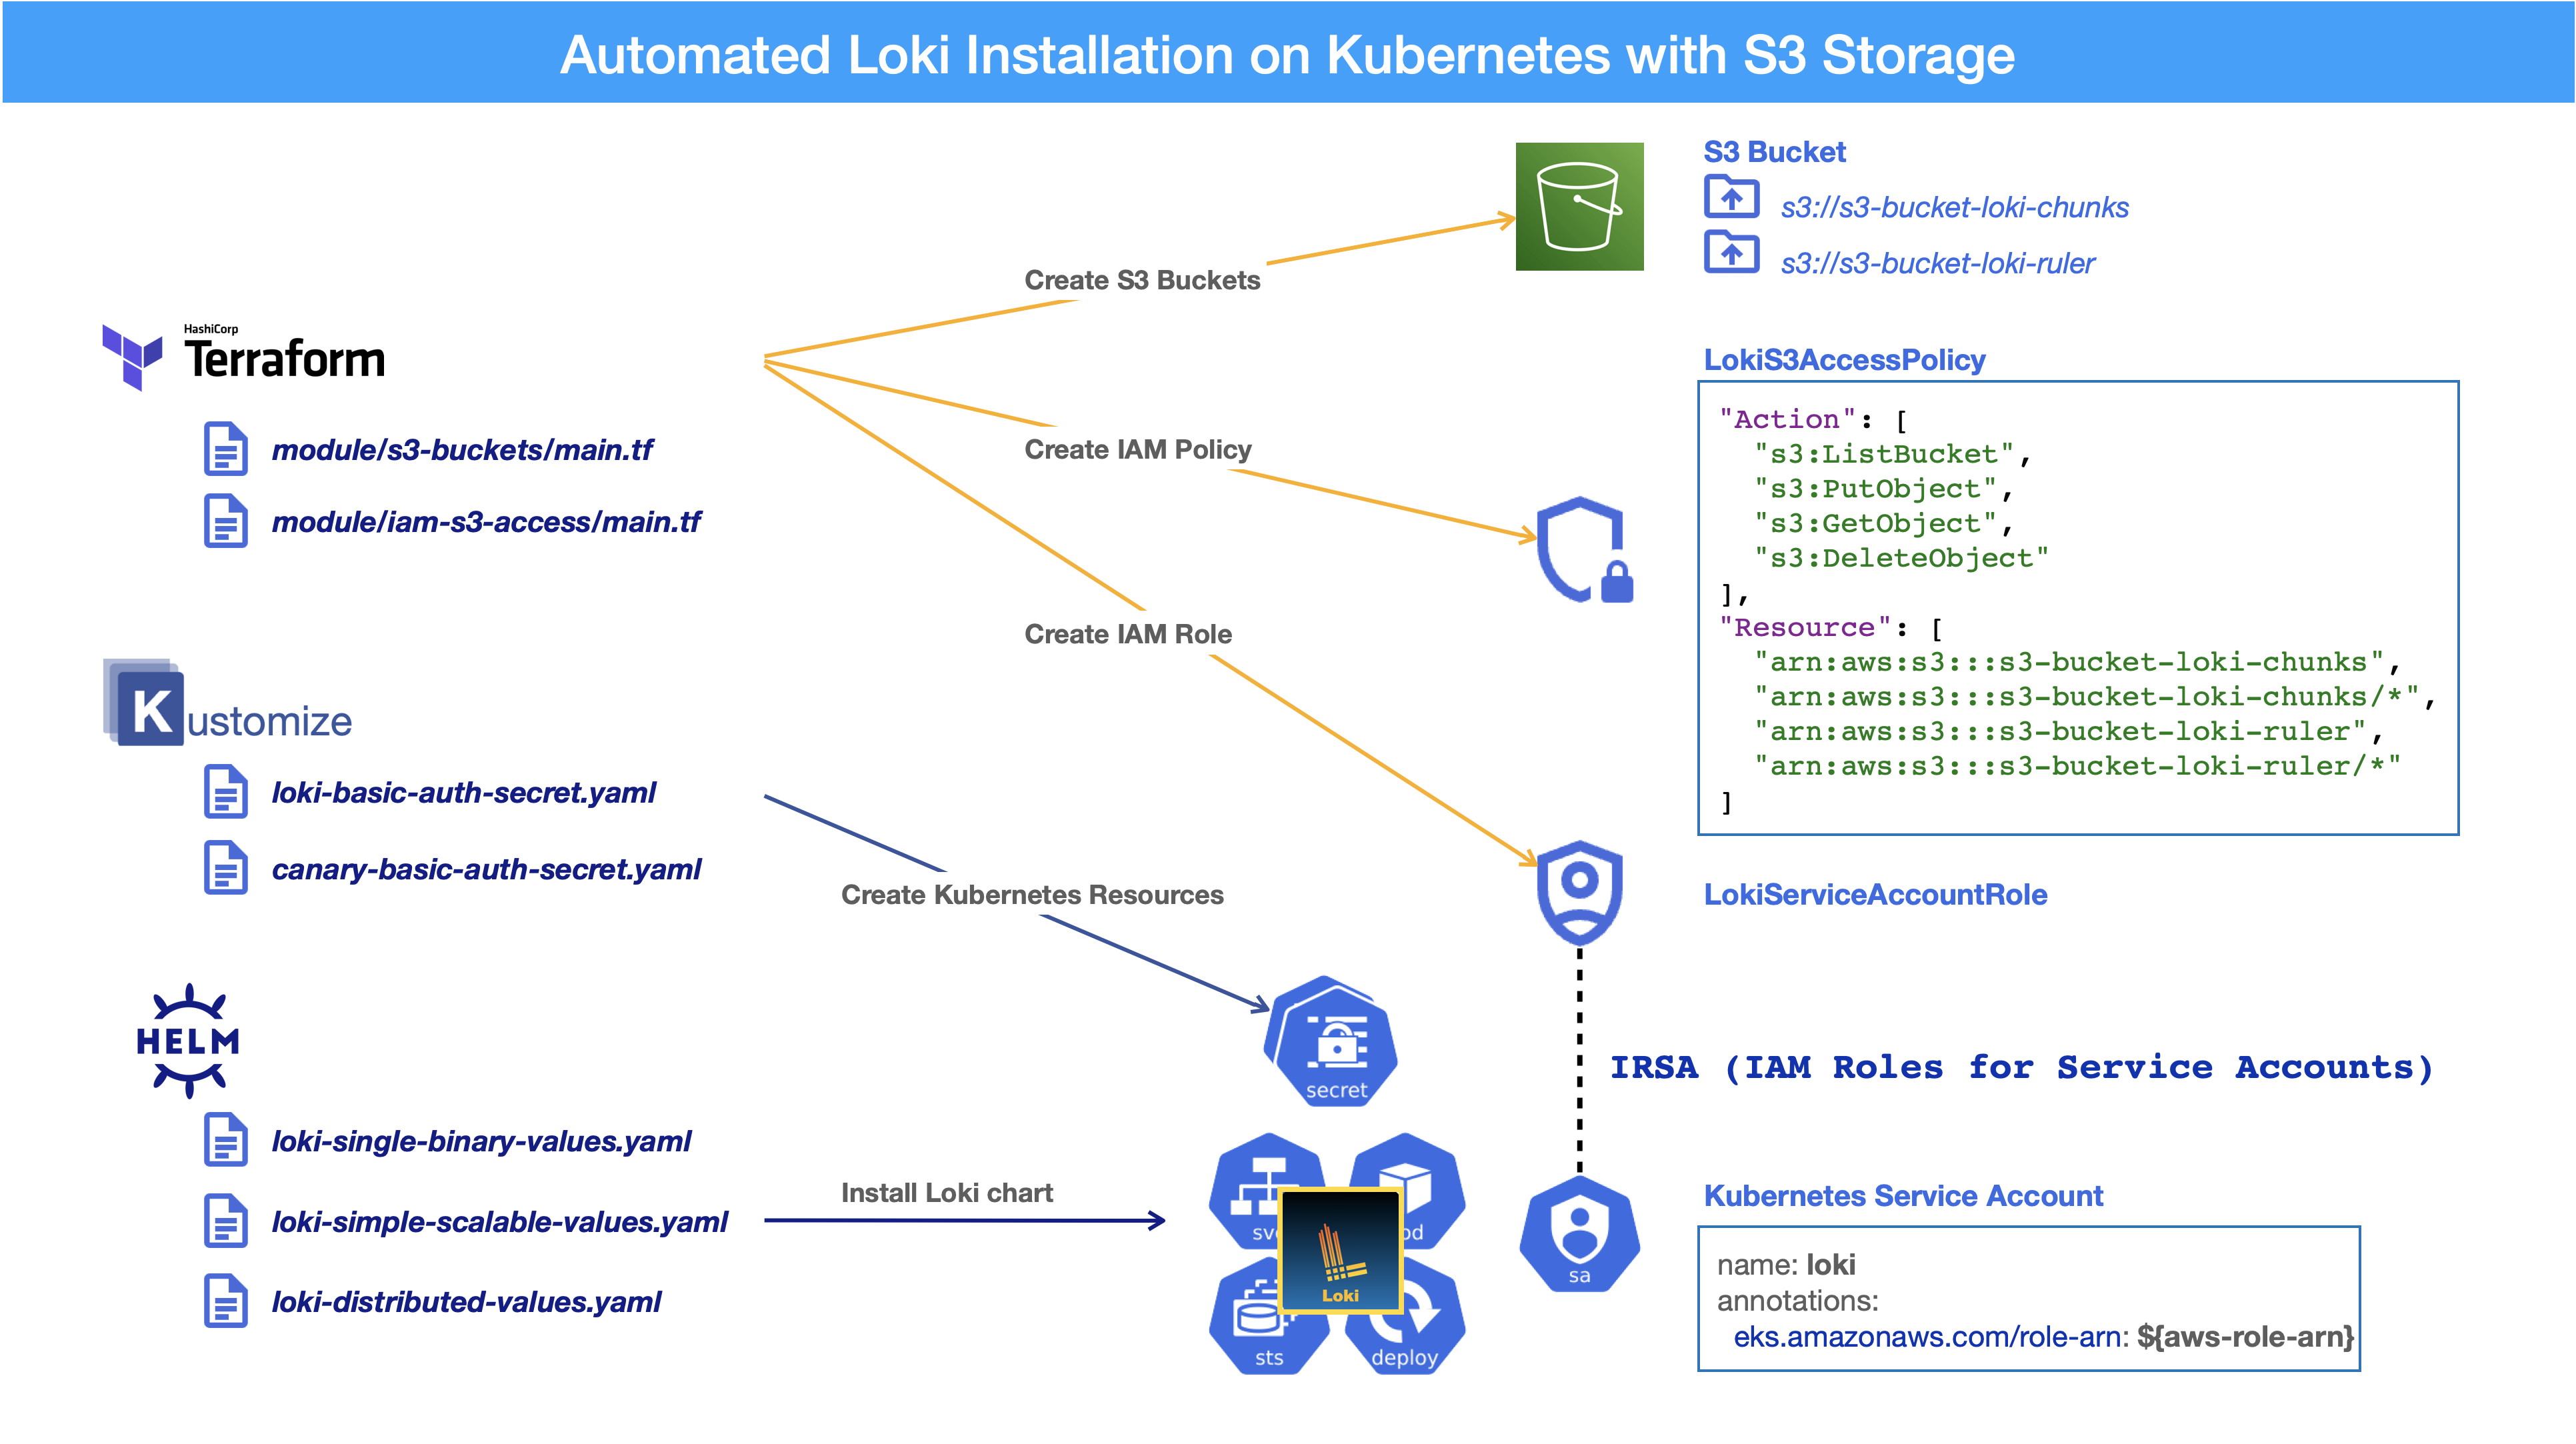 Automated Loki Installation on Kubernetes with S3 Storage
HashiCorp
Terraform
module/s3-buckets/main.tf
module/iam-s3-access/main.tf
Kustomize
loki-basic-auth-secret.yaml
canary-basic-auth-secret.yaml
HELM
loki-single-binary-values.yaml
loki-simple-scalable-values.yaml
loki-distributed-values.yaml
Create S3 Buckets
Create IAM Policy
Create IAM Role
Create Kubernetes Resources
Install Loki chart
secret
Loki
sts
deploy
S3 Bucket
s3://s3-bucket-loki-chunks
s3://s3-bucket-loki-ruler
LokiS3AccessPolicy
"Action": [
"s3:ListBucket",
"s3:PutObject",
"s3:GetObject",
"s3:DeleteObject"
],
"Resource": [
"arn:aws:s3:::s3-bucket-loki-chunks",
"arn:aws:s3:::s3-bucket-loki-chunks/*",
"arn:aws:s3:::s3-bucket-loki-ruler",
"arn:aws:s3:::s3-bucket-loki-ruler/*"
]
LokiServiceAccountRole
IRSA (IAM Roles for Service Accounts)
sa
Kubernetes Service Account
name: loki
annotations:
eks.amazonaws.com/role-arn: ${aws-role-arn}